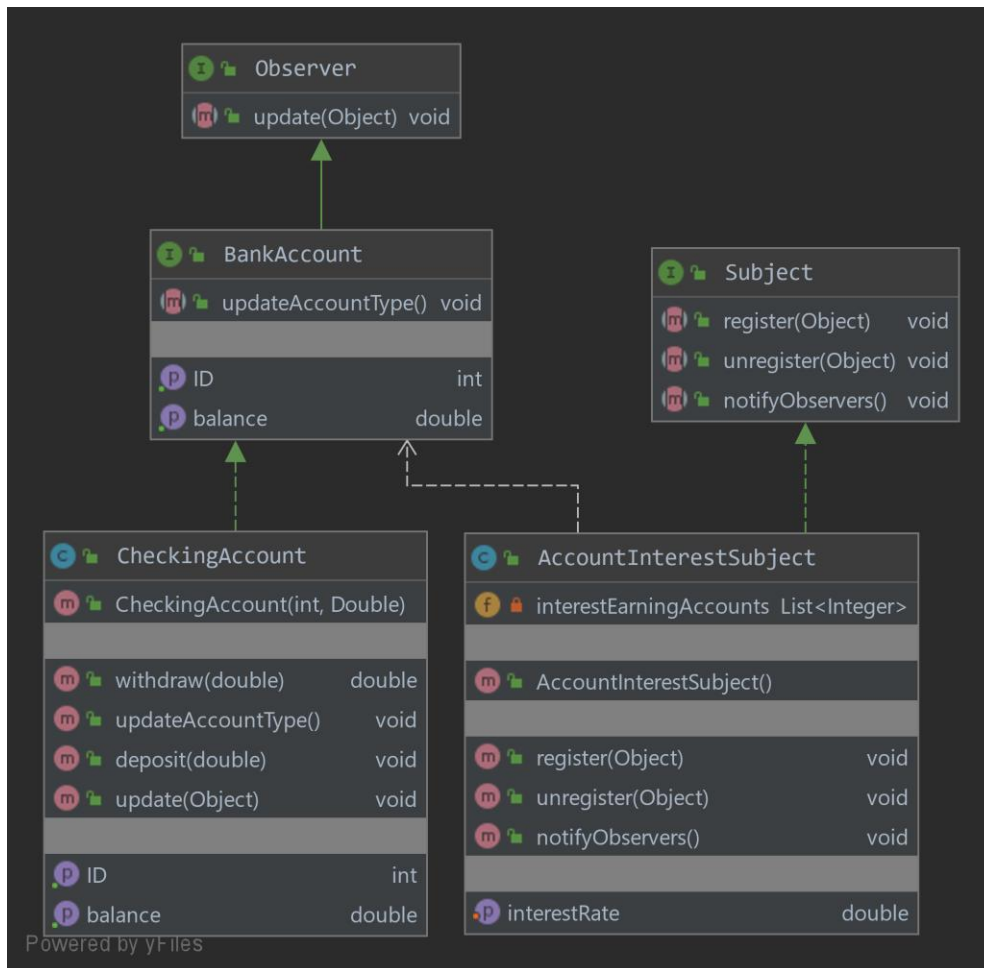 Observer
update(Object) void
BankAccount
updateAccountType() void
ID int
balance double
Subject
register(Object) void
unregister(Object) void
notifyObservers() void
CheckingAccount
CheckingAccount(int, Double)
withdraw(double) double
updateAccountType() void
deposit(double) void
update(Object) void
ID int
balance double
AccountInterestSubject
interestEarningAccounts List<Integer>
AccountInterestSubject()
register(Object) void
unregister(Object) void
notifyObservers() void
interestRate double
Powered by yFiles